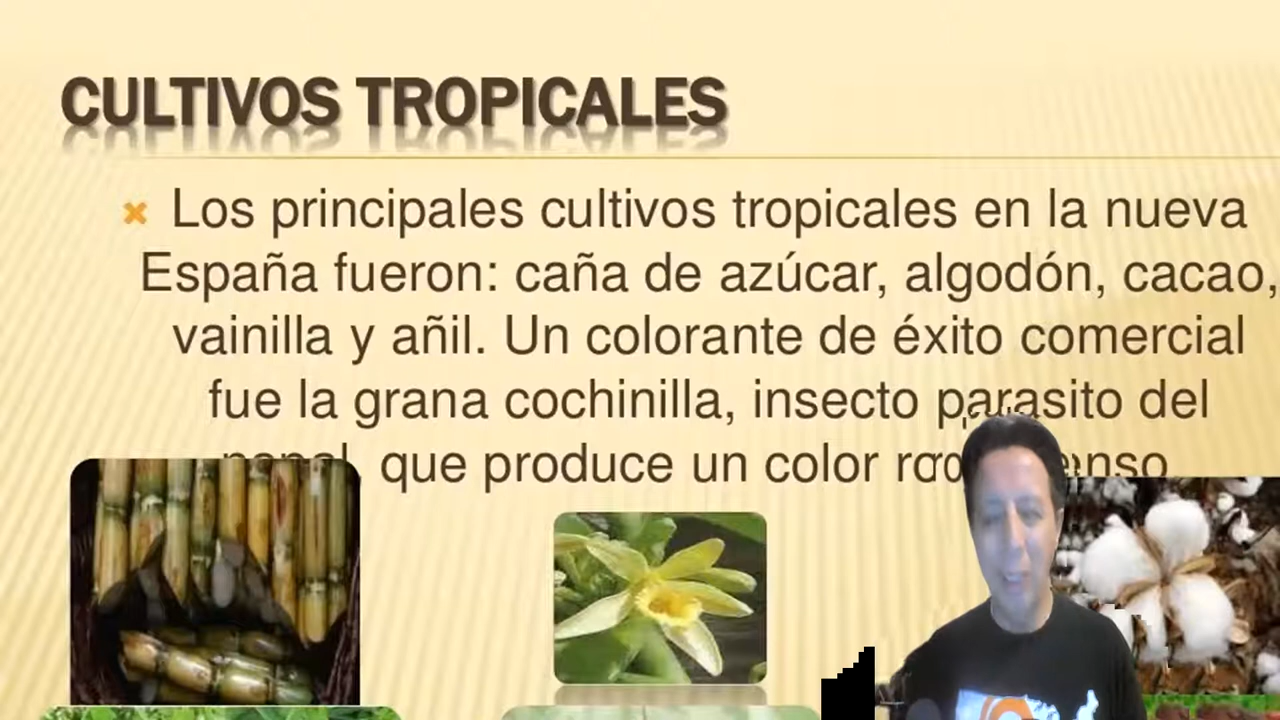 CULTIVOS TROPICALES
Los principales cultivos tropicales en la nueva
España fueron: caña de azúcar, algodón, cacao,
vainilla y añil. Un colorante de éxito comercial
fue la grana cochinilla, insecto parasito del
que produce un color